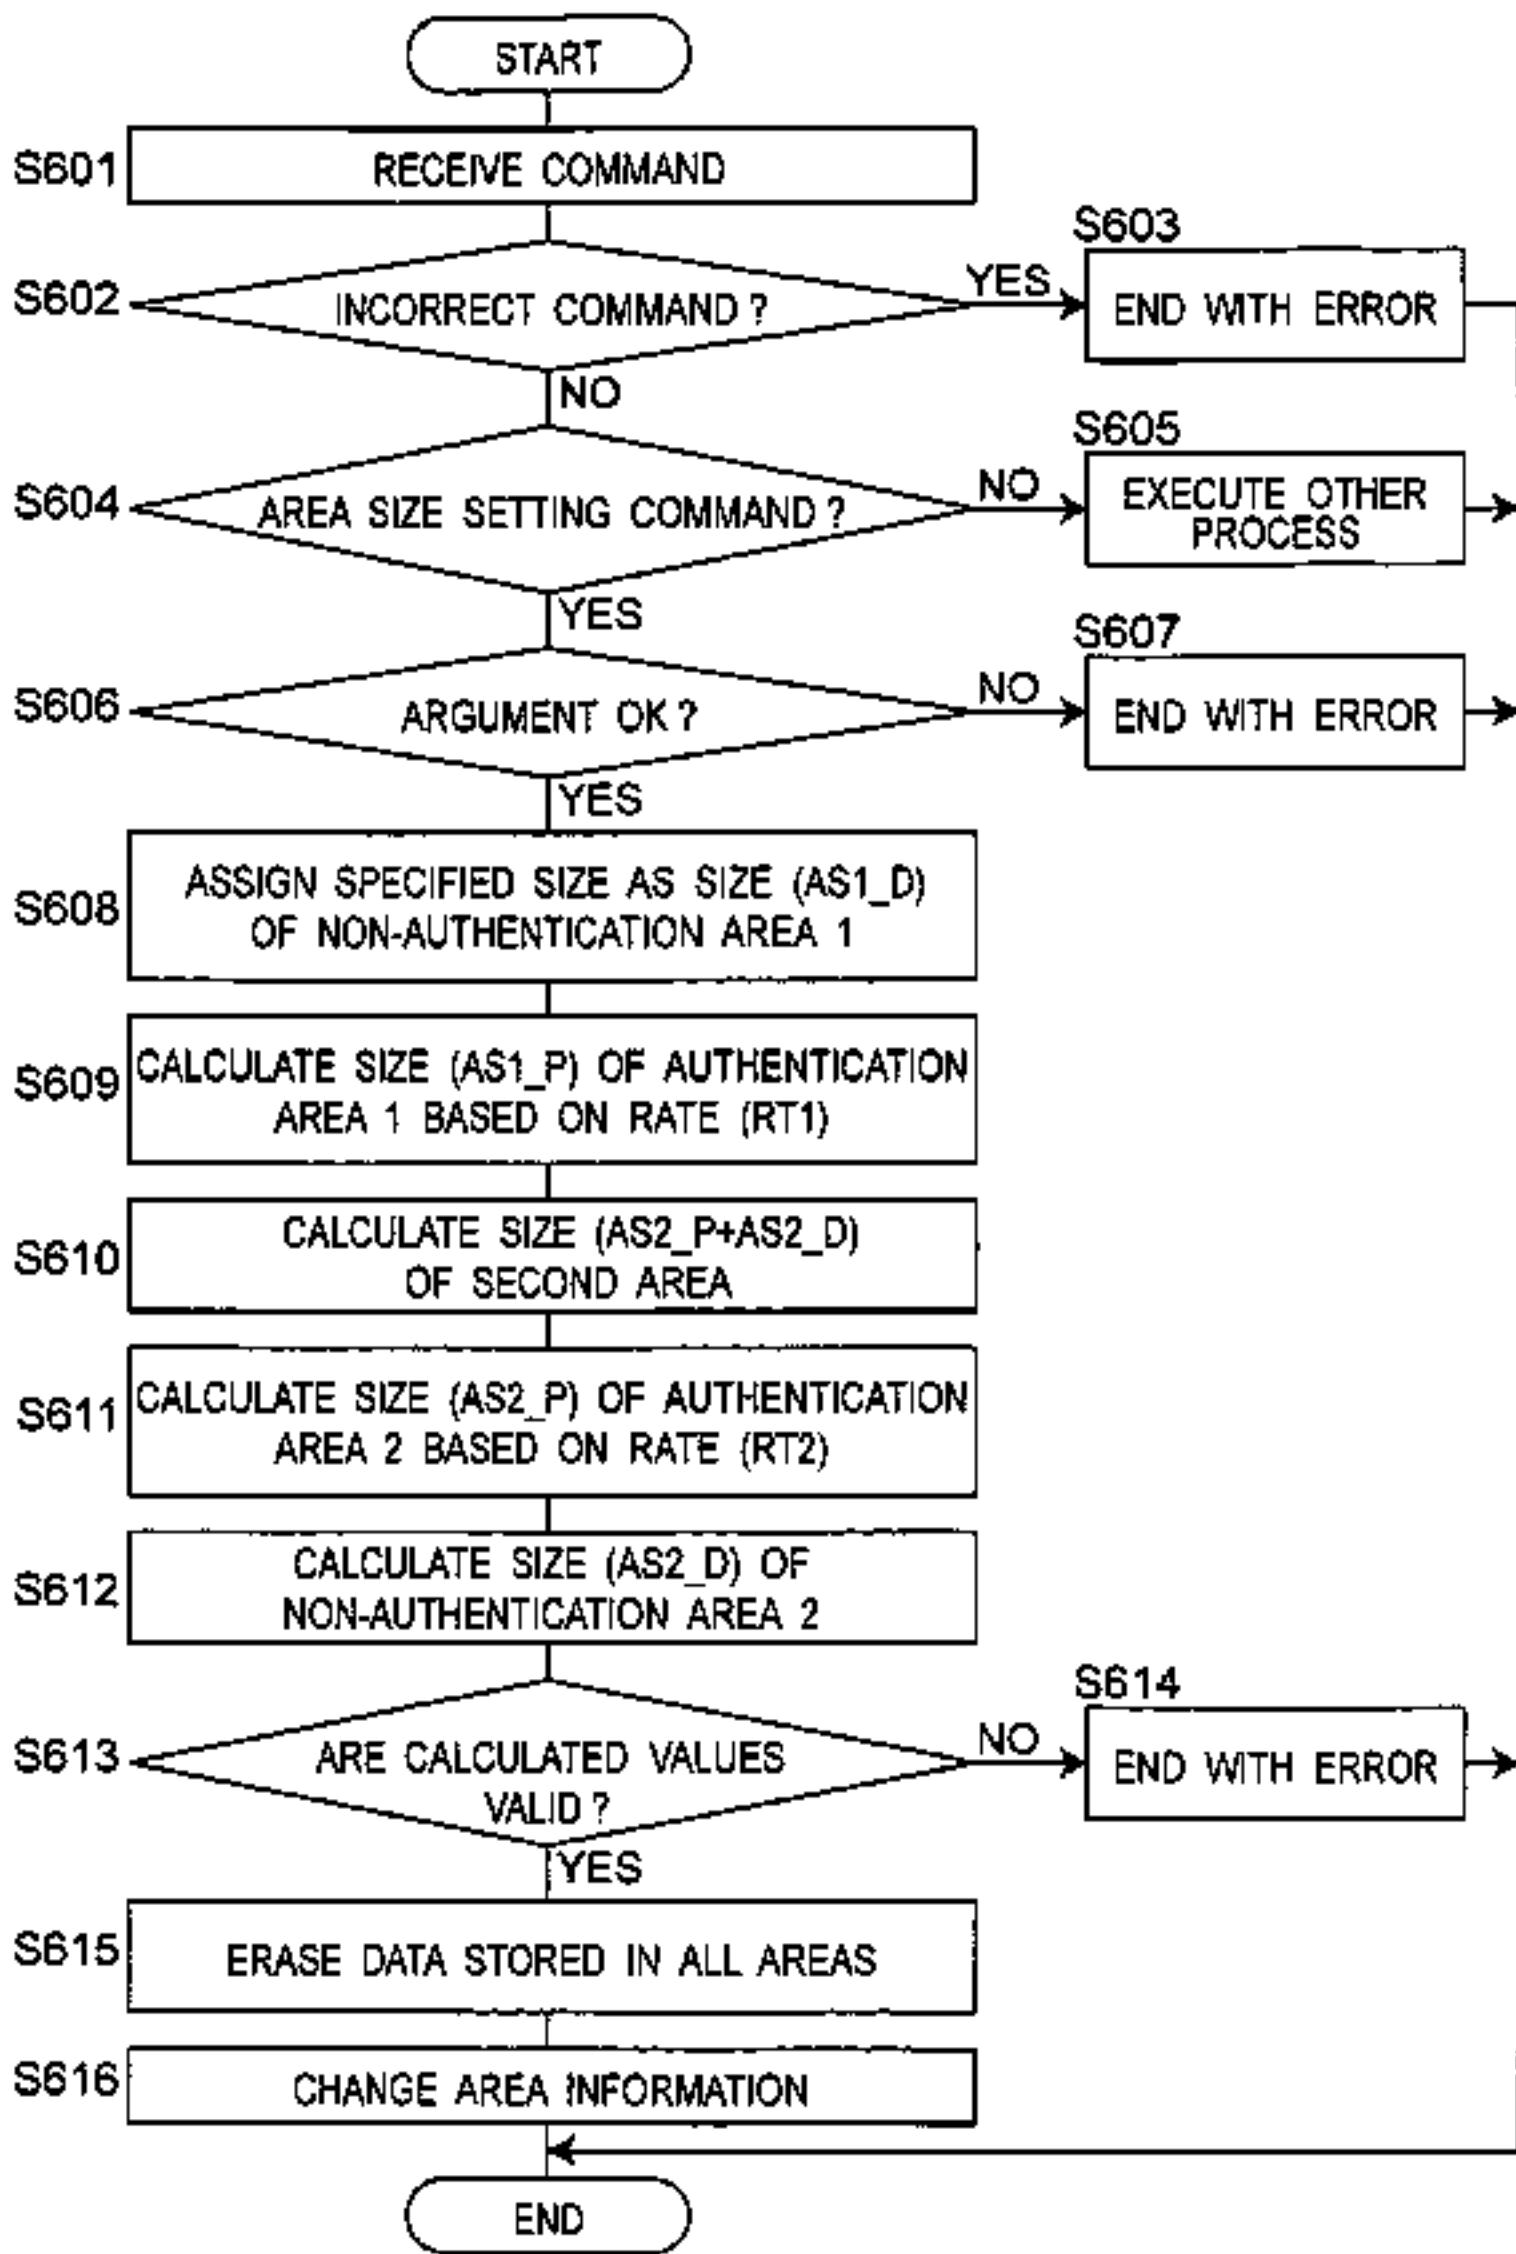 START
S601
RECEIVE COMMAND
S602
INCORRECT COMMAND ?
YES
S603
END WITH ERROR
NO
S604
AREA SIZE SETTING COMMAND ?
NO
S605
EXECUTE OTHER
PROCESS
YES
S606
ARGUMENT OK ?
NO
S607
END WITH ERROR
YES
S608
ASSIGN SPECIFIED SIZE AS SIZE (AS1_D)
OF NON-AUTHENTICATION AREA 1
S609
CALCULATE SIZE (AS1_P) OF AUTHENTICATION
AREA 1 BASED ON RATE (RT1)
S610
CALCULATE SIZE (AS2_P+AS2_D)
OF SECOND AREA
S611
CALCULATE SIZE (AS2_P) OF AUTHENTICATION
AREA 2 BASED ON RATE (RT2)
S612
CALCULATE SIZE (AS2_D) OF
NON-AUTHENTICATION AREA 2
S613
ARE CALCULATED VALUES
VALID ?
NO
S614
END WITH ERROR
YES
S615
ERASE DATA STORED IN ALL AREAS
S616
CHANGE AREA INFORMATION
END